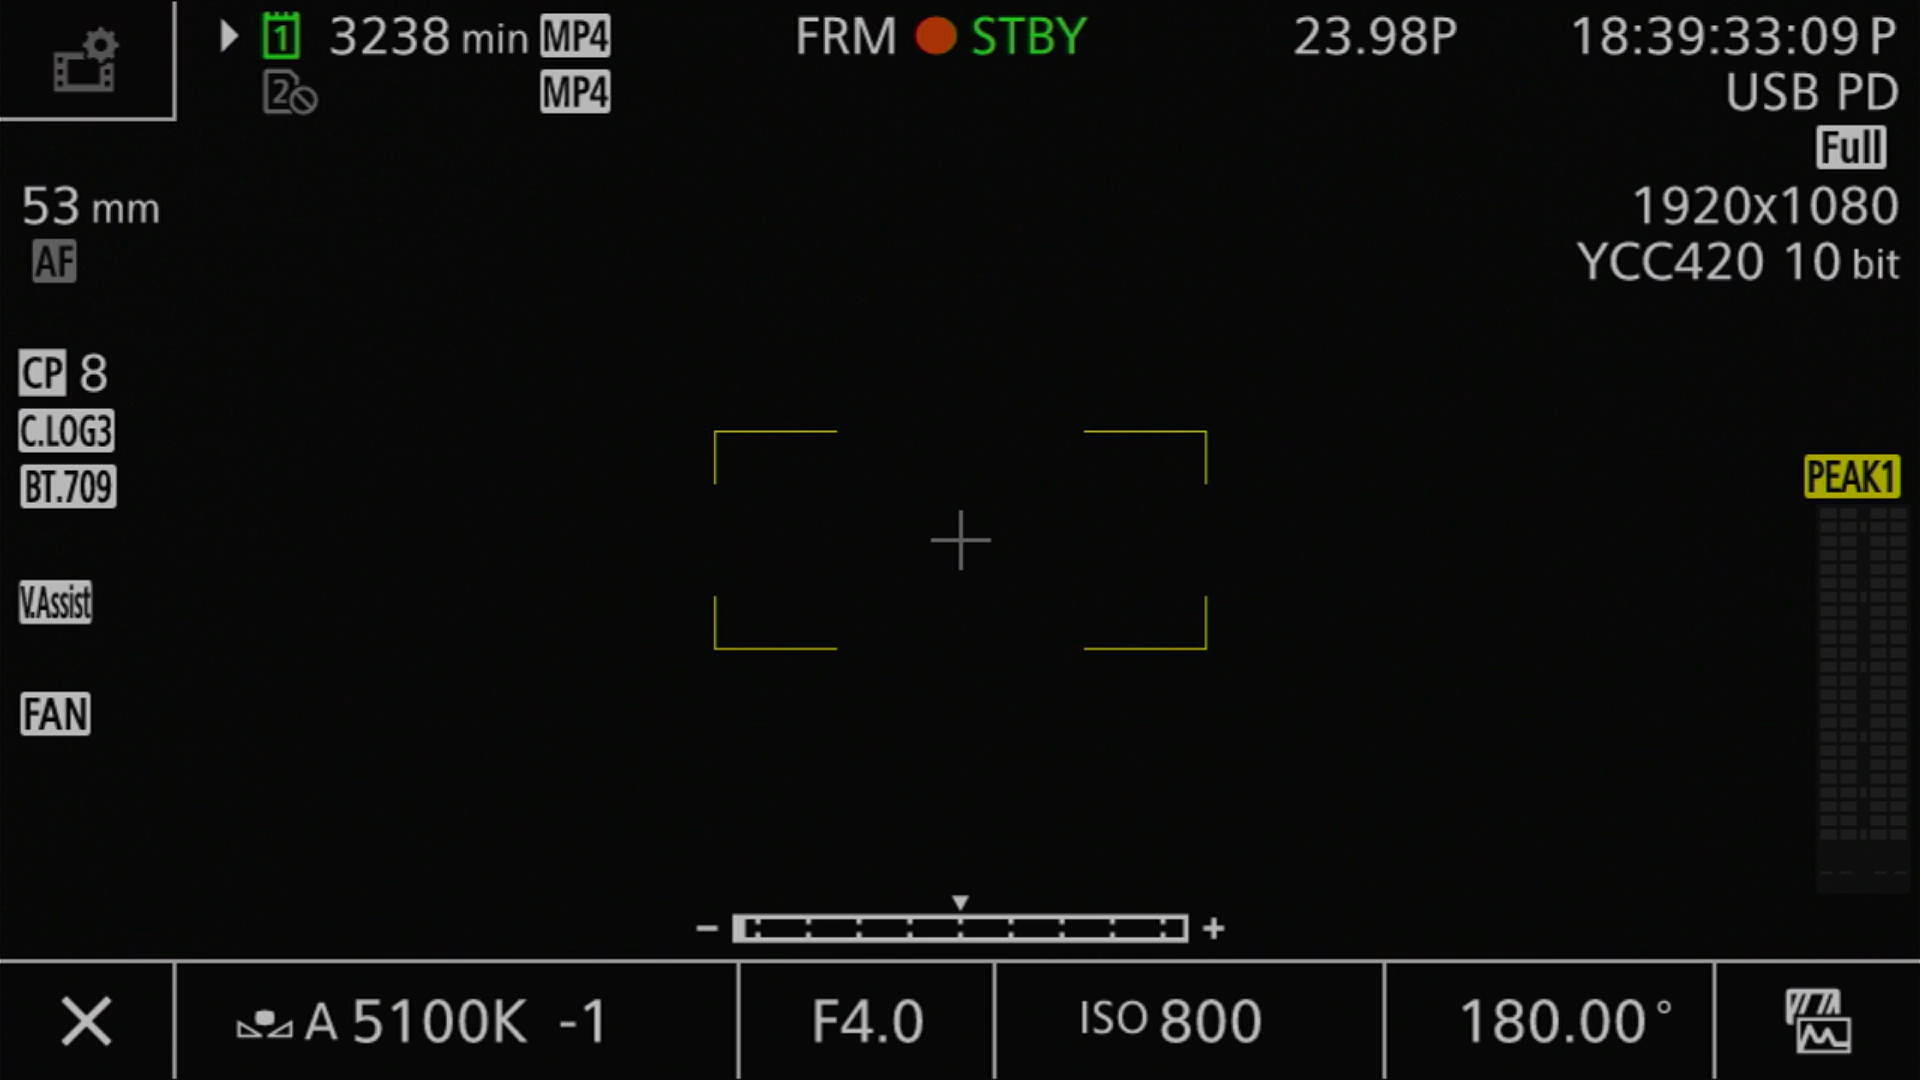 1 3238 min MP4 FRM STBY 23.98P 18:39:33:09 P
2 MP4 USB PD
Full
53 mm 1920x1080
AF YCC420 10 bit
CP 8
C.LOG3
BT.709 PEAK1
V.Assist
FAN
- +
A 5100K -1 F4.0 ISO 800 180.00°